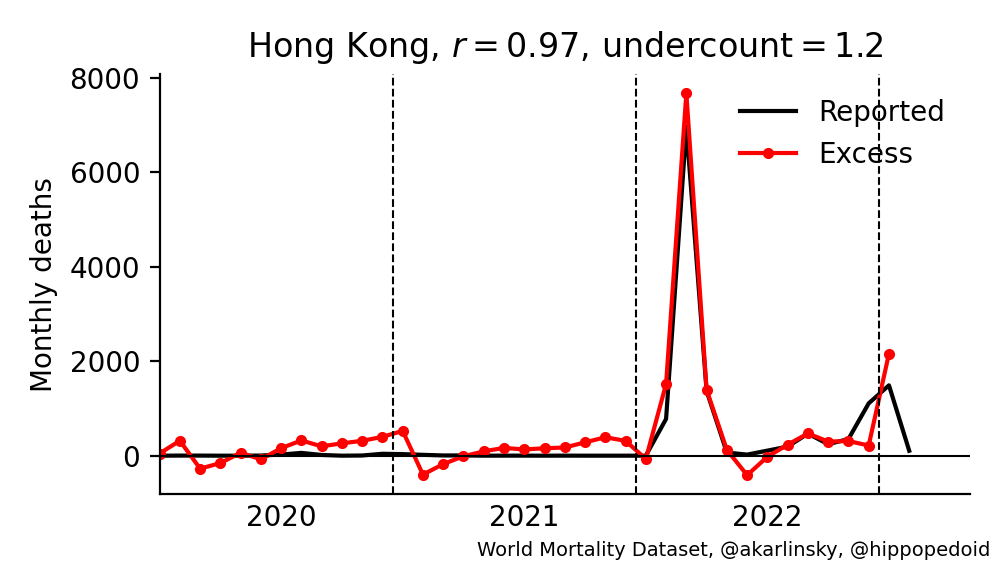 Hong Kong, r = 0.97, undercount = 1.2
8000
6000
4000
2000
0
Monthly deaths
Reported
Excess
2020 2021 2022
World Mortality Dataset, @akarlinsky, @hippopedoid